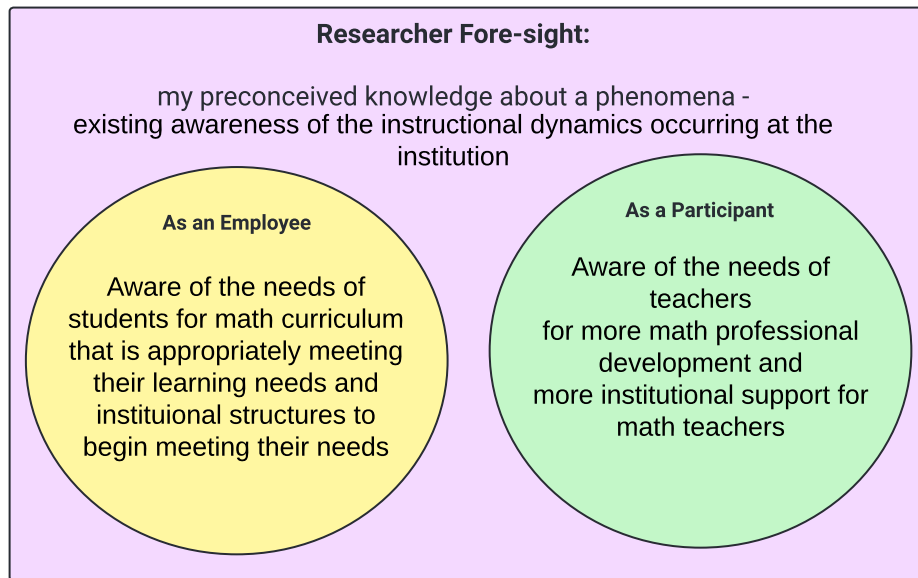 Researcher Fore-sight:
my preconceived knowledge about a phenomena -
existing awareness of the instructional dynamics occurring at the
institution
As an Employee
Aware of the needs of
students for math curriculum
that is appropriately meeting
their learning needs and
instituional structures to
begin meeting their needs
As a Participant
Aware of the needs of
teachers
for more math professional
development and
more institutional support for
math teachers